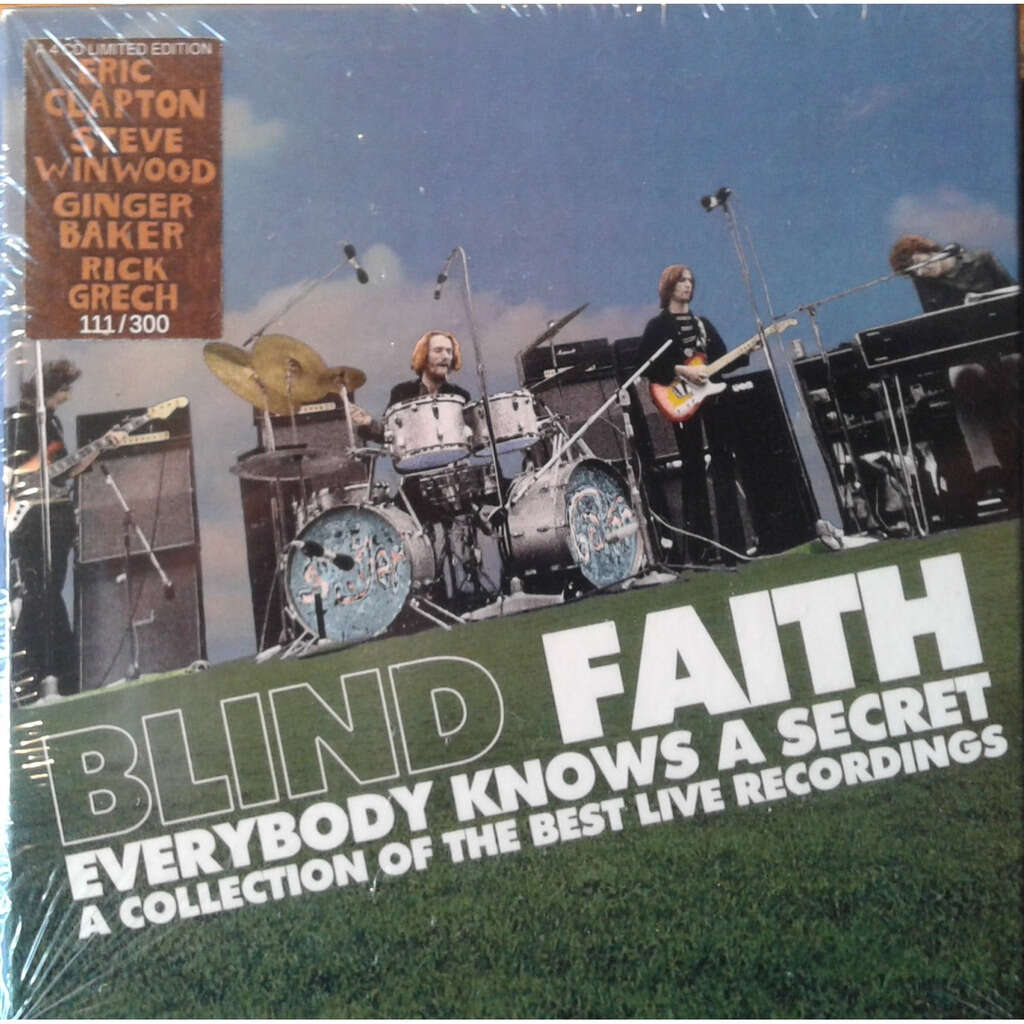 A 4 CD LIMITED EDITION
ERIC
CLAPTON
STEVE
WINWOOD
GINGER
BAKER
RICK
GRECH
111/300
BLIND FAITH
EVERYBODY KNOWS A SECRET
A COLLECTION OF THE BEST LIVE RECORDINGS